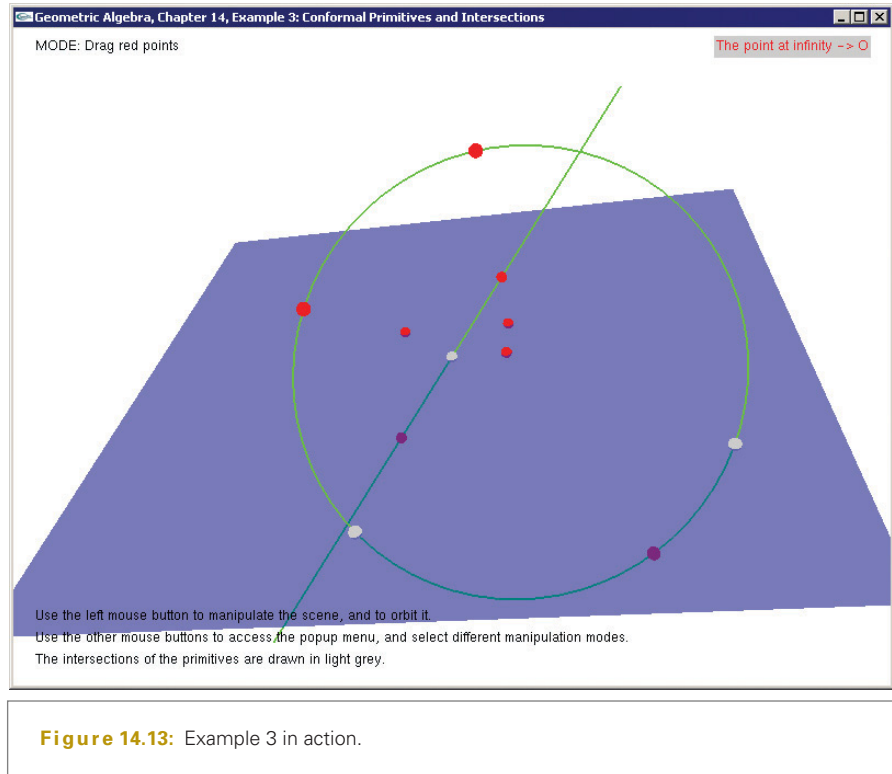 Geometric Algebra, Chapter 14, Example 3: Conformal Primitives and Intersections
MODE: Drag red points
The point at infinity -> O
Use the left mouse button to manipulate the scene, and to orbit it.
Use the other mouse buttons to access the popup menu, and select different manipulation modes.
The intersections of the primitives are drawn in light grey.
Figure 14.13: Example 3 in action.